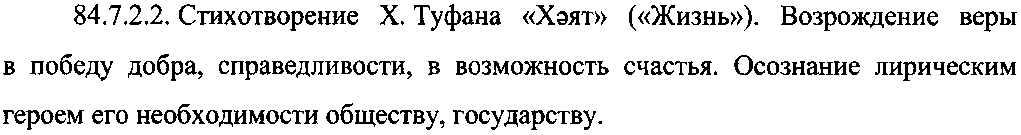 84.7.2.2. Стихотворение Х. Туфана «Хәят» («Жизнь»). Возрождение веры
в победу добра, справедливости, в возможность счастья. Осознание лирическим
героем его необходимости обществу, государству.